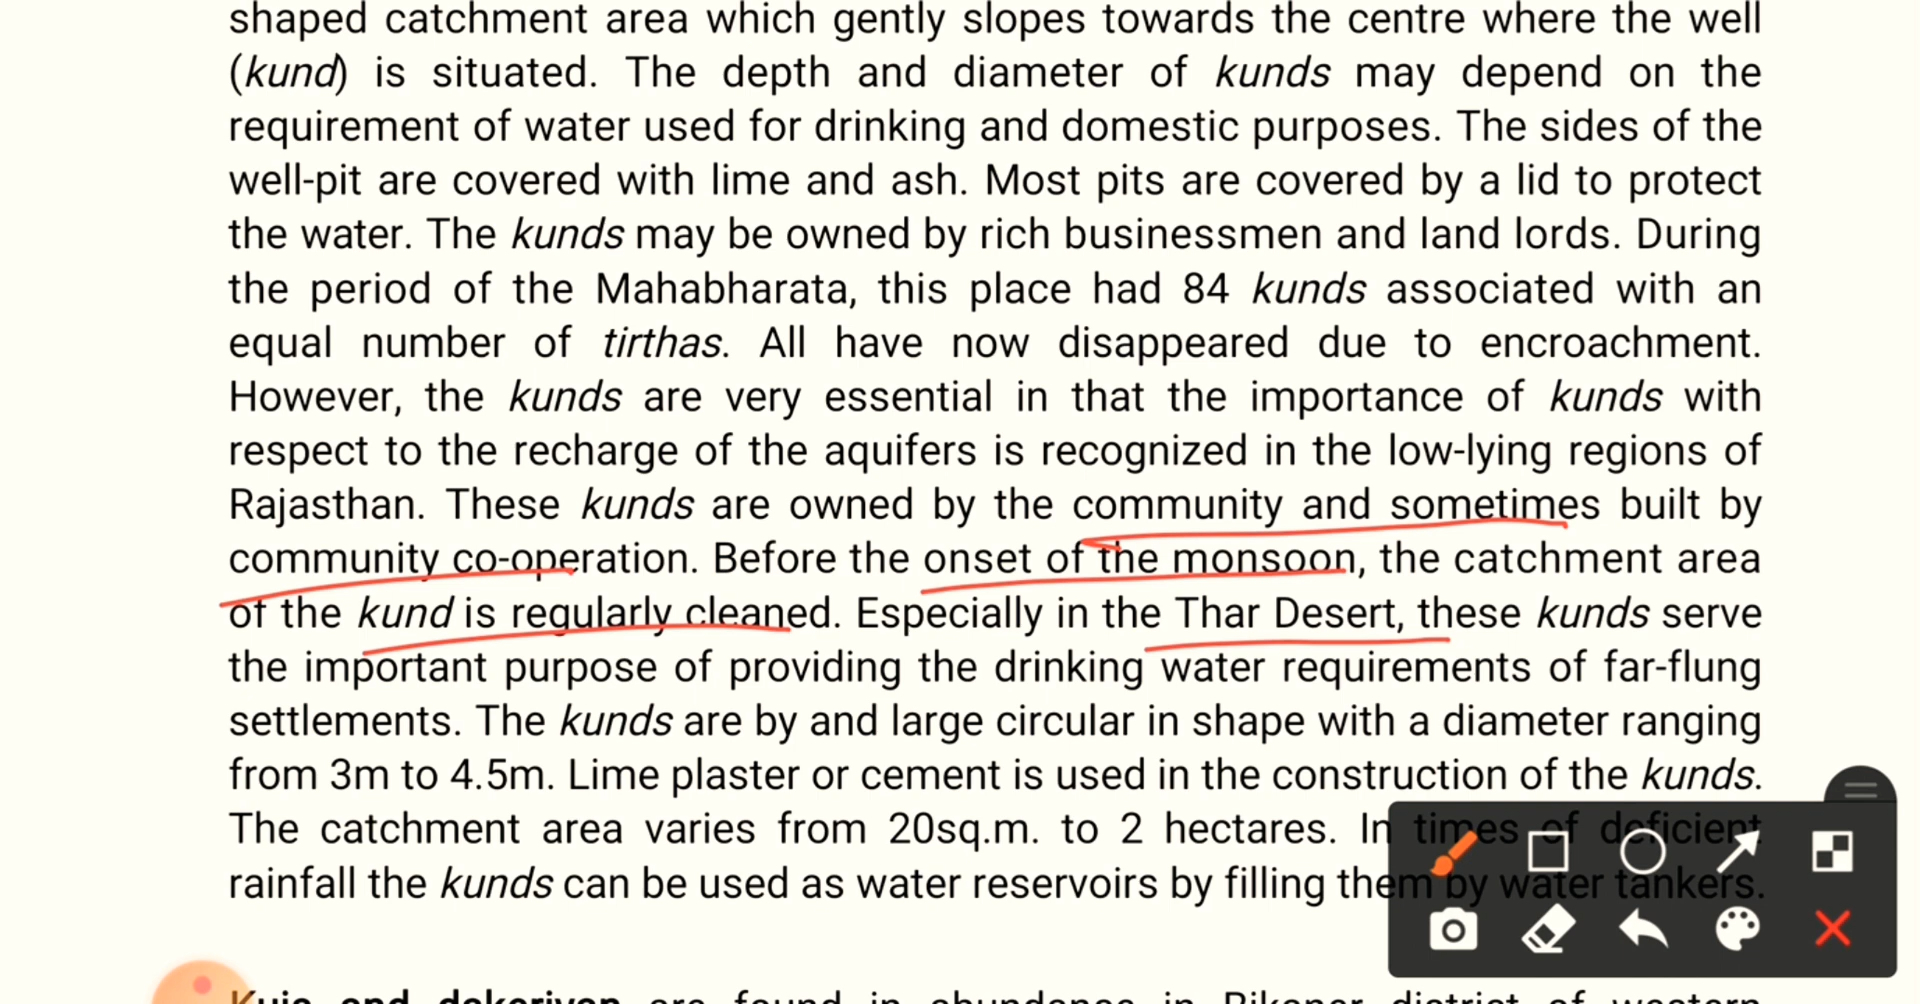 shaped catchment area which gently slopes towards the centre where the well
(kund) is situated. The depth and diameter of kunds may depend on the
requirement of water used for drinking and domestic purposes. The sides of the
well-pit are covered with lime and ash. Most pits are covered by a lid to protect
the water. The kunds may be owned by rich businessmen and land lords. During
the period of the Mahabharata, this place had 84 kunds associated with an
equal number of tirthas. All have now disappeared due to encroachment.
However, the kunds are very essential in that the importance of kunds with
respect to the recharge of the aquifers is recognized in the low-lying regions of
Rajasthan. These kunds are owned by the community and sometimes built by
community co-operation. Before the onset of the monsoon, the catchment area
of the kund is regularly cleaned. Especially in the Thar Desert, these kunds serve
the important purpose of providing the drinking water requirements of far-flung
settlements. The kunds are by and large circular in shape with a diameter ranging
from 3m to 4.5m. Lime plaster or cement is used in the construction of the kunds.
The catchment area varies from 20sq.m. to 2 hectares. In times of deficient
rainfall the kunds can be used as water reservoirs by filling them by water tankers.
and dakeriyan are found in abundance in Bikaner district of western